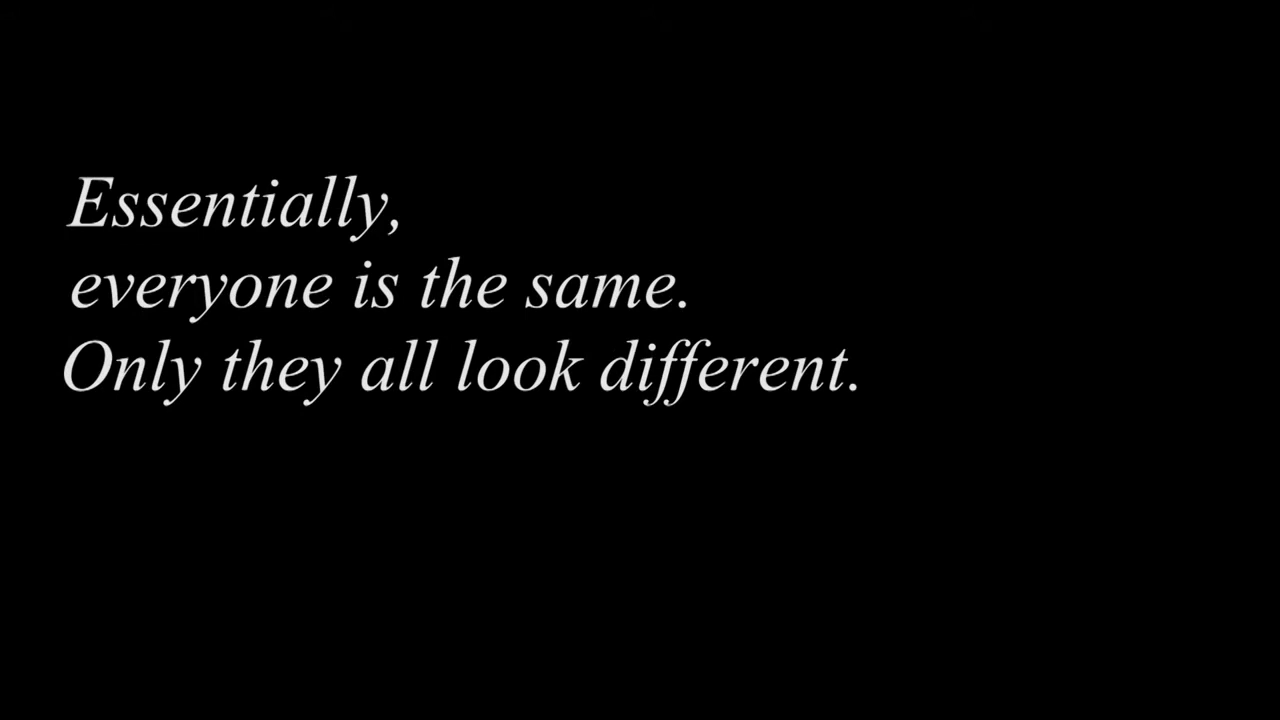 Essentially,
everyone is the same.
Only they all look different.